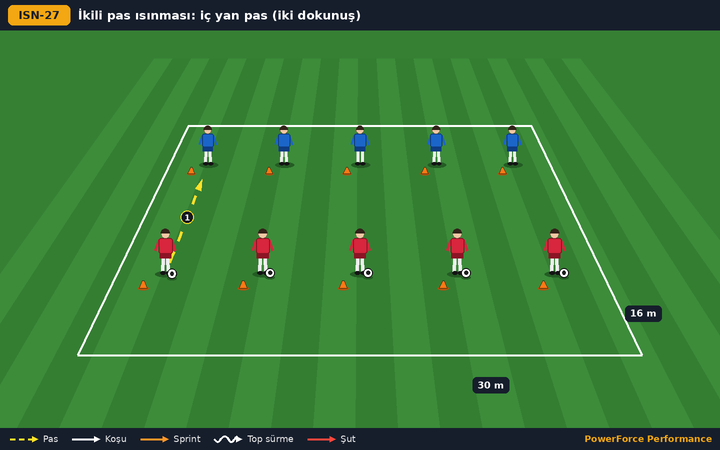 ISN-27 İkili pas ısınması: iç yan pas (iki dokunuş)
1
16 m
30 m
Pas Koşu Sprint Top sürme Şut PowerForce Performance